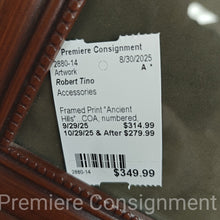 Premiere Consignment
2880-14 8/30/2025
Artwork A *
Robert Tino
Accessories
Framed Print "Ancient
Hills" COA, numbered,
9/29/25 $314.99
10/29/25 & After $279.99
2880-14 $349.99
Premiere Consignment